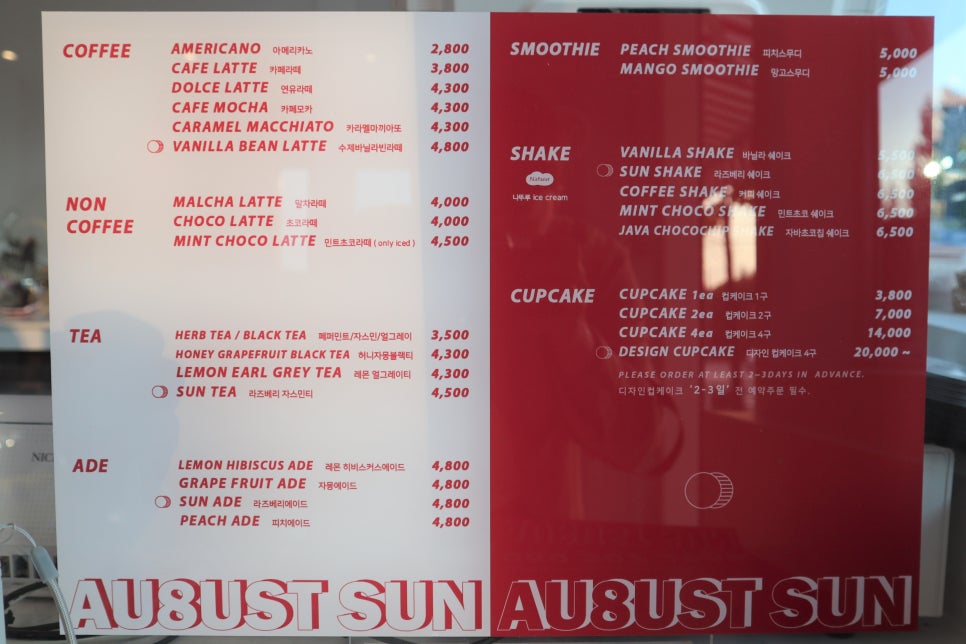 COFFEE
AMERICANO 아메리카노 2,800
CAFE LATTE 카페라떼 3,800
DOLCE LATTE 연유라떼 4,300
CAFE MOCHA 카페모카 4,300
CARAMEL MACCHIATO 카라멜마끼아또 4,300
VANILLA BEAN LATTE 수제바닐라빈라떼 4,800
NON COFFEE
MALCHA LATTE 말차라떼 4,000
CHOCO LATTE 초코라떼 4,000
MINT CHOCO LATTE 민트초코라떼 ( only iced ) 4,500
TEA
HERB TEA / BLACK TEA 페퍼민트/자스민/얼그레이 3,500
HONEY GRAPEFRUIT BLACK TEA 허니자몽블랙티 4,300
LEMON EARL GREY TEA 레몬 얼그레이티 4,300
SUN TEA 라즈베리 자스민티 4,500
ADE
LEMON HIBISCUS ADE 레몬 히비스커스에이드 4,800
GRAPE FRUIT ADE 자몽에이드 4,800
SUN ADE 라즈베리에이드 4,800
PEACH ADE 피치에이드 4,800
AU8UST SUN
SMOOTHIE
PEACH SMOOTHIE 피치스무디 5,000
MANGO SMOOTHIE 망고스무디 5,000
SHAKE
나뚜루 ice cream
VANILLA SHAKE 바닐라 쉐이크 5,500
SUN SHAKE 라즈베리 쉐이크 6,500
COFFEE SHAKE 커피 쉐이크 6,500
MINT CHOCO SHAKE 민트초코 쉐이크 6,500
JAVA CHOCOCHIP SHAKE 자바초코칩 쉐이크 6,500
CUPCAKE
CUPCAKE 1ea 컵케이크 1구 3,800
CUPCAKE 2ea 컵케이크 2구 7,000
CUPCAKE 4ea 컵케이크 4구 14,000
DESIGN CUPCAKE 디자인 컵케이크 4구 20,000 ~
PLEASE ORDER AT LEAST 2~3DAYS IN ADVANCE.
디자인컵케이크 '2-3일' 전 예약주문 필수.
AU8UST SUN